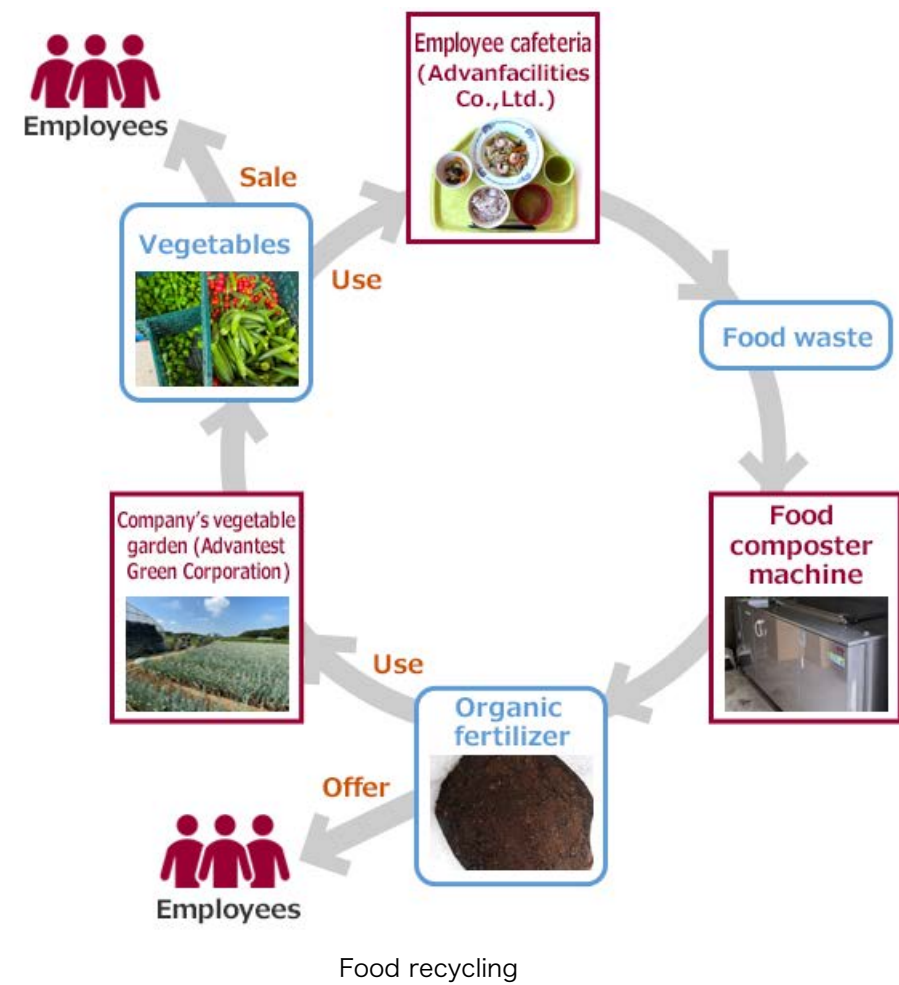 Employee cafeteria
(Advanfacilities
Co.,Ltd.)
Employees
Sale
Vegetables
Use
Food waste
Company's vegetable
garden (Advantest
Green Corporation)
Food
composter
machine
Use
Organic
fertilizer
Offer
Employees
Food recycling